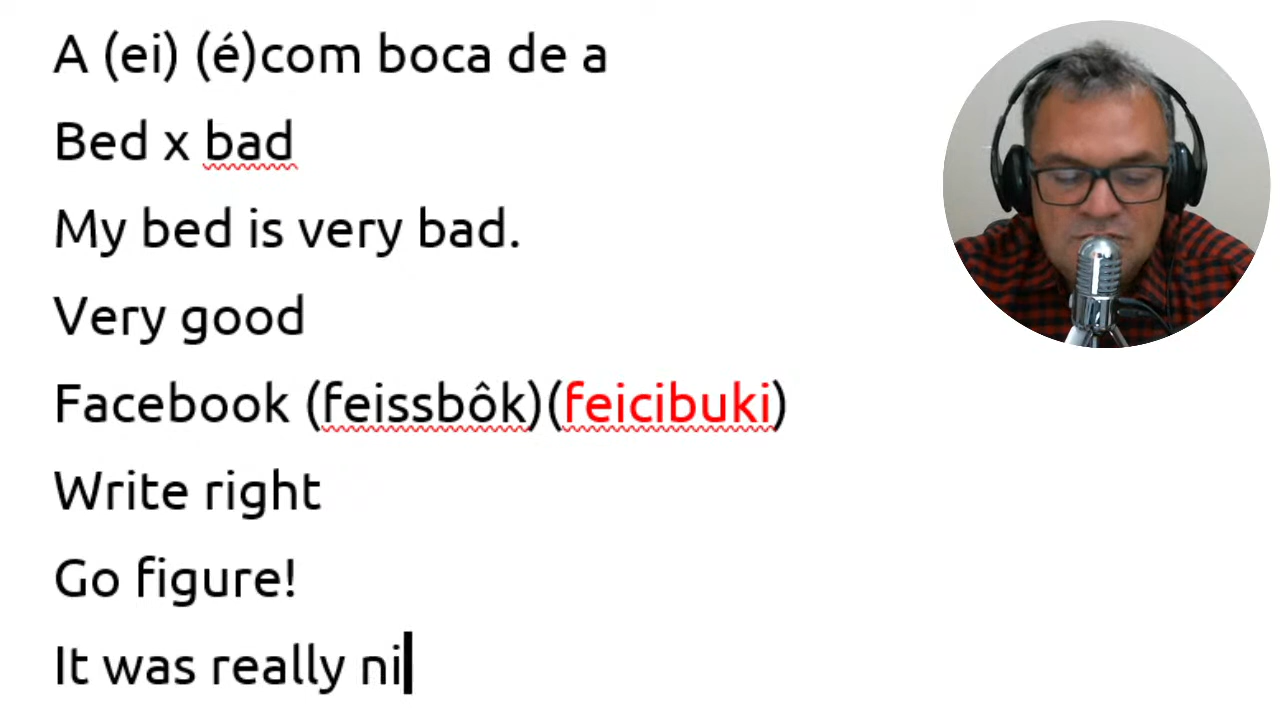 A (ei) (é)com boca de a
Bed x bad
My bed is very bad.
Very good
Facebook (feissbôk)(feicibuki)
Write right
Go figure!
It was really ni